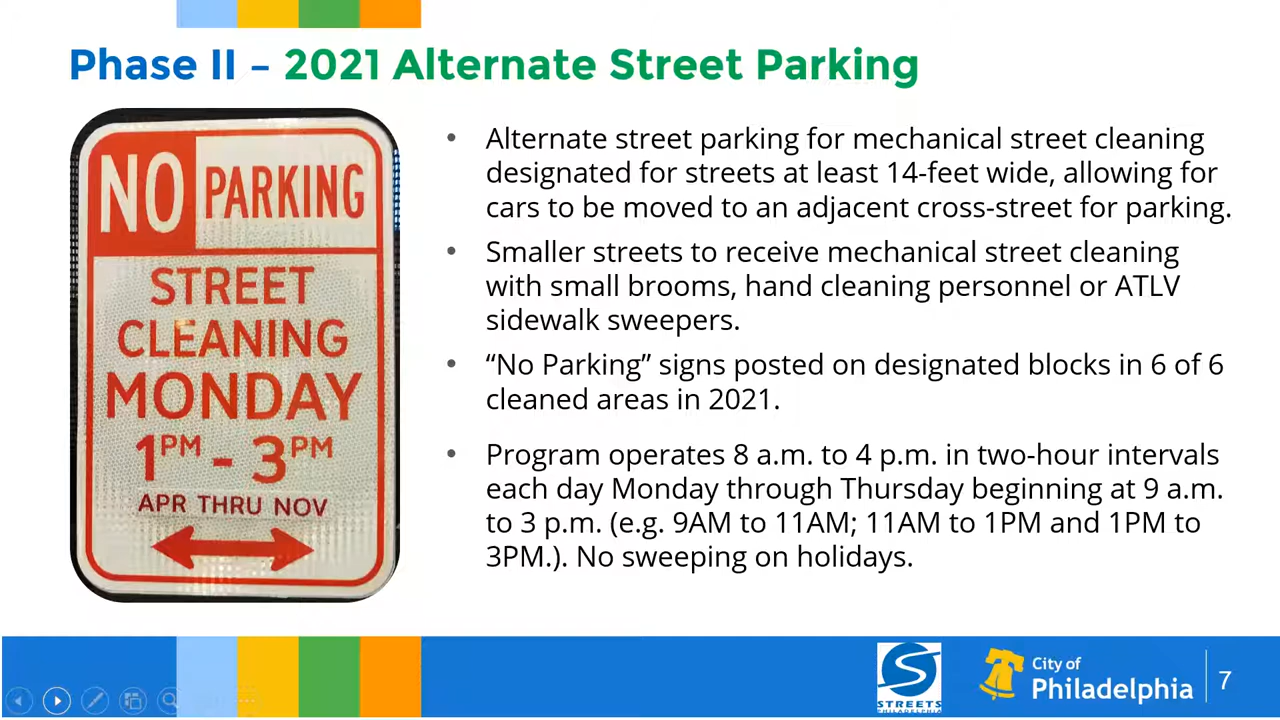 Phase II – 2021 Alternate Street Parking
NO PARKING
STREET
CLEANING
MONDAY
1PM - 3PM
APR THRU NOV
• Alternate street parking for mechanical street cleaning
designated for streets at least 14-feet wide, allowing for
cars to be moved to an adjacent cross-street for parking.
• Smaller streets to receive mechanical street cleaning
with small brooms, hand cleaning personnel or ATLV
sidewalk sweepers.
• “No Parking” signs posted on designated blocks in 6 of 6
cleaned areas in 2021.
• Program operates 8 a.m. to 4 p.m. in two-hour intervals
each day Monday through Thursday beginning at 9 a.m.
to 3 p.m. (e.g. 9AM to 11AM; 11AM to 1PM and 1PM to
3PM.). No sweeping on holidays.
STREETS
PHILADELPHIA
City of
Philadelphia
7